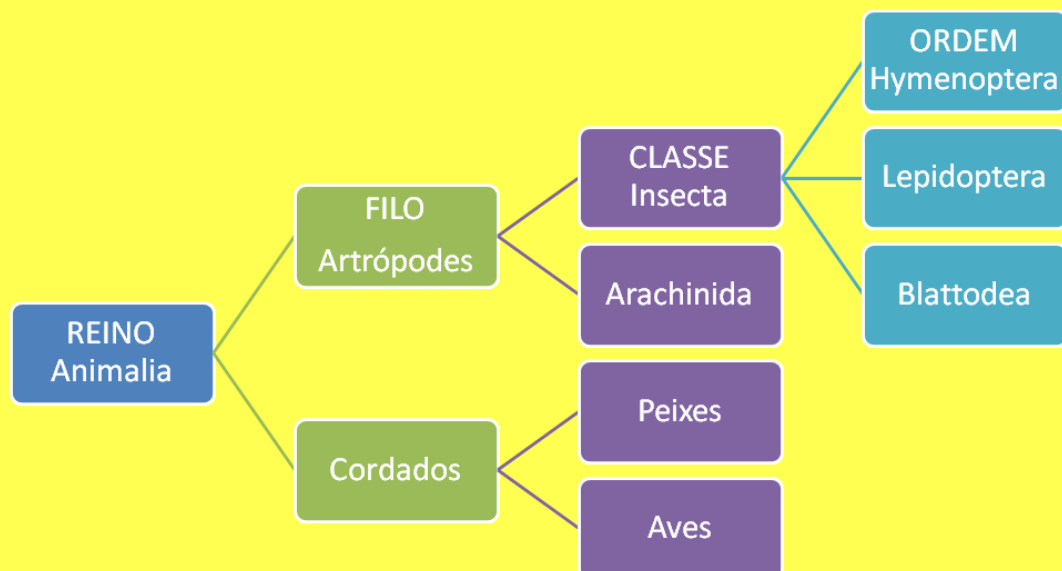 REINO
Animalia
FILO
Artrópodes
Cordados
CLASSE
Insecta
Arachinida
Peixes
Aves
ORDEM
Hymenoptera
Lepidoptera
Blattodea